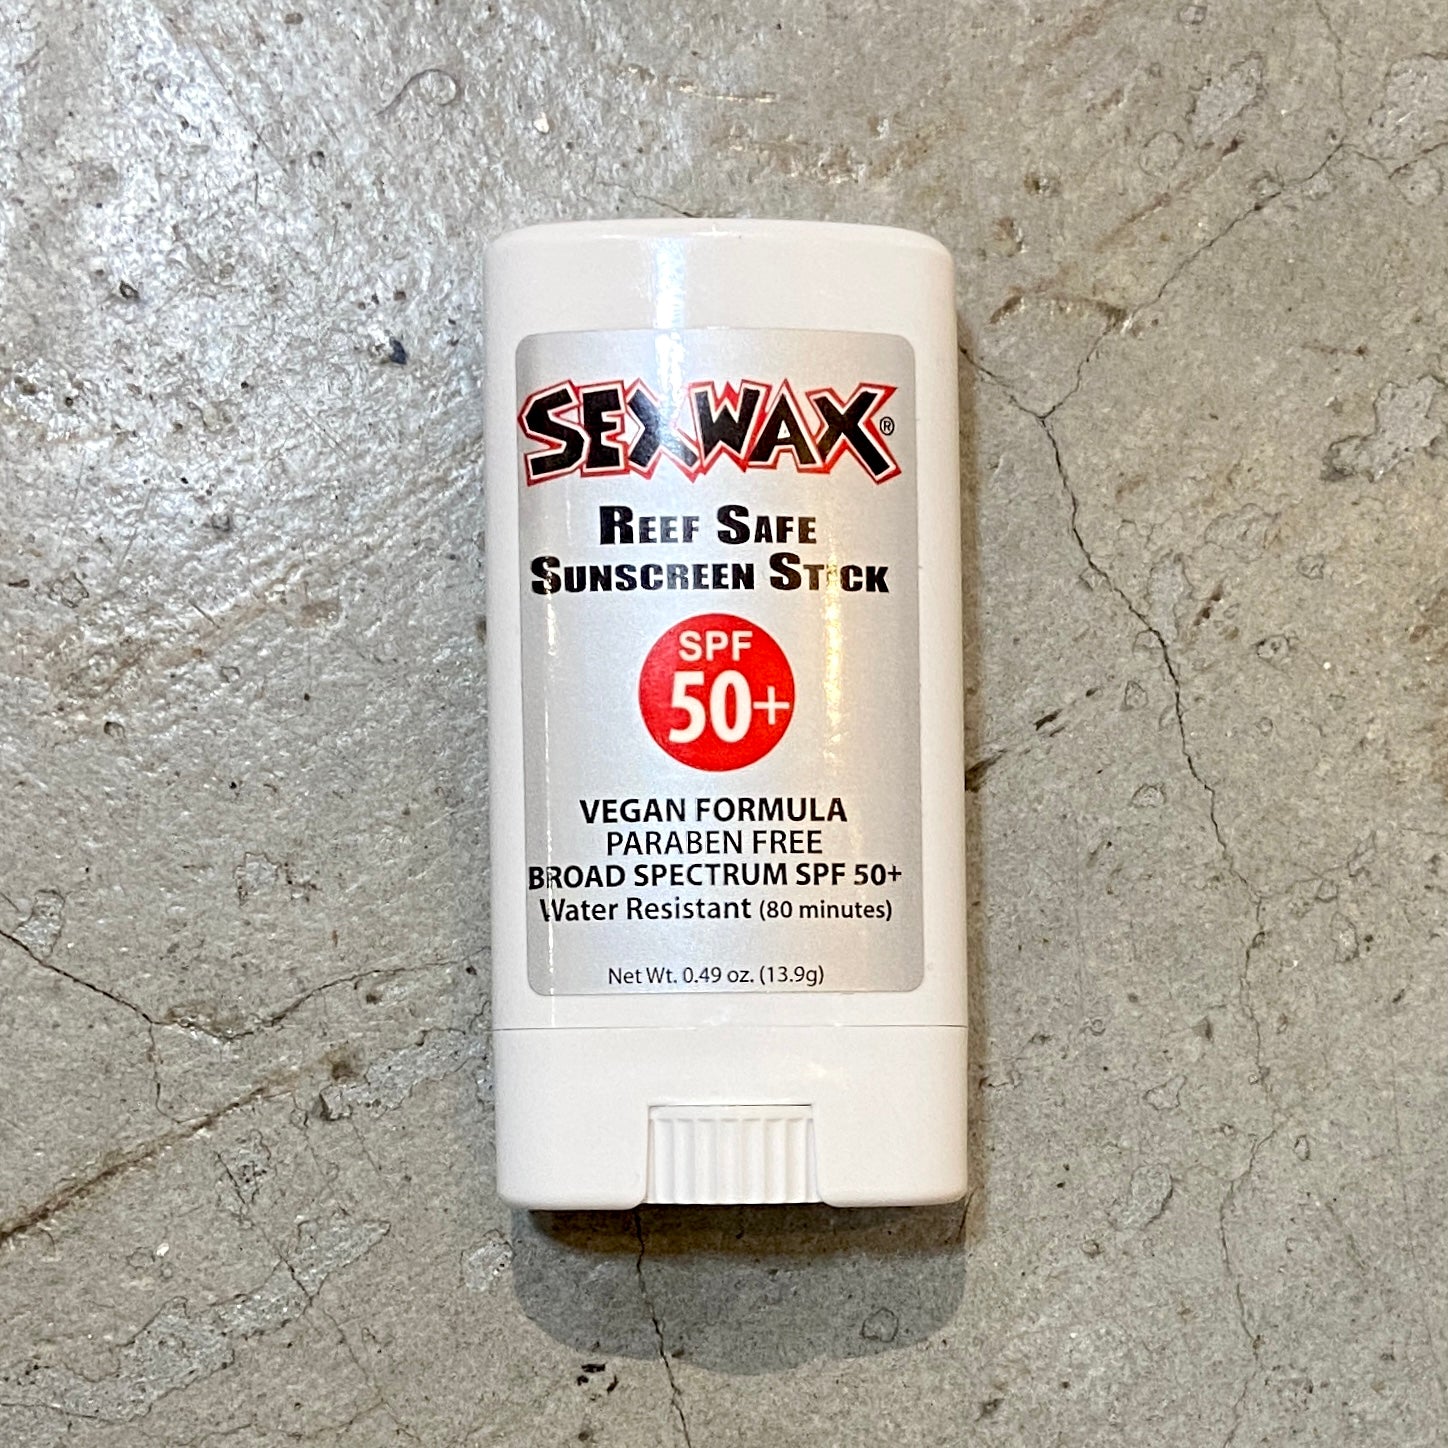 SEXWAX®
REEF SAFE
SUNSCREEN STICK
SPF
50+
VEGAN FORMULA
PARABEN FREE
BROAD SPECTRUM SPF 50+
Water Resistant (80 minutes)
Net Wt. 0.49 oz. (13.9g)